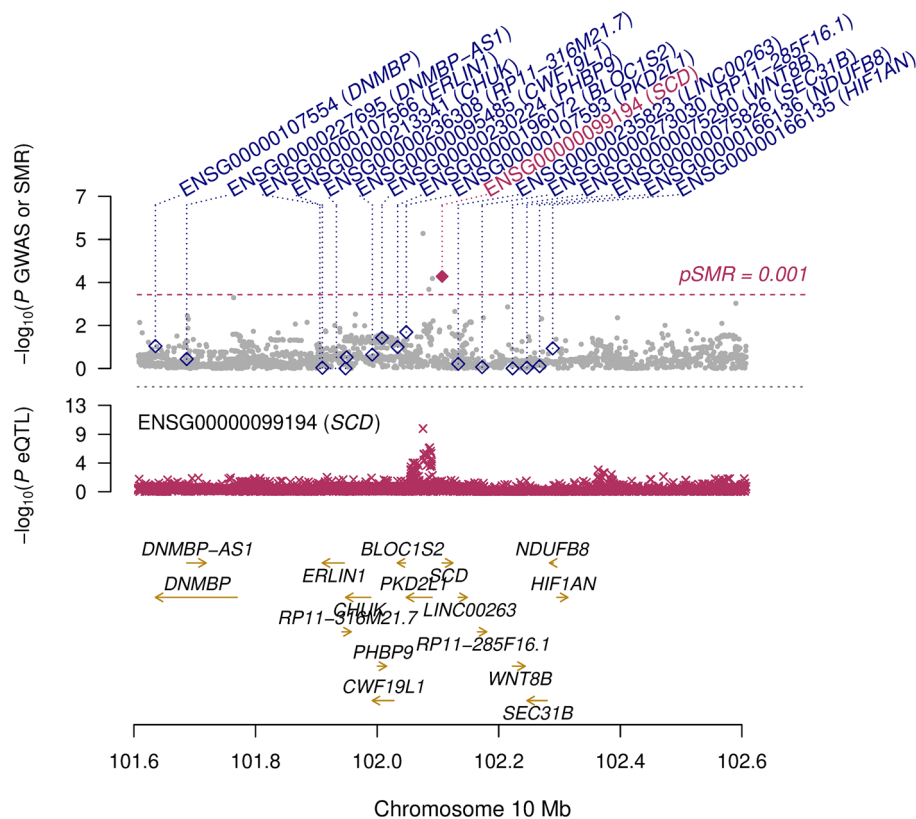 ENSG00000107554 (DNMBP)
ENSG00000227695 (DNMBP−AS1)
ENSG00000107566 (ERLIN1)
ENSG00000213341 (CHUK)
ENSG00000236308 (RP11−316M21.7)
ENSG00000095485 (CWF19L1)
ENSG00000230224 (PHBP9)
ENSG00000196072 (BLOC1S2)
ENSG00000107593 (PKD2L1)
ENSG00000099194 (SCD)
ENSG00000235823 (LINC00263)
ENSG00000273030 (RP11−285F16.1)
ENSG00000075290 (WNT8B)
ENSG00000075826 (SEC31B)
ENSG00000166136 (NDUFB8)
ENSG00000166135 (HIF1AN)
−log10(P GWAS or SMR)
7
5
4
2
0
pSMR = 0.001
−log10(P eQTL)
13
9
4
0
ENSG00000099194 (SCD)
DNMBP−AS1 BLOC1S2 NDUFB8
ERLIN1 SCD
DNMBP PKD2L1 HIF1AN
CHUK LINC00263
RP11−316M21.7
RP11−285F16.1
PHBP9
WNT8B
CWF19L1
SEC31B
101.6 101.8 102.0 102.2 102.4 102.6
Chromosome 10 Mb